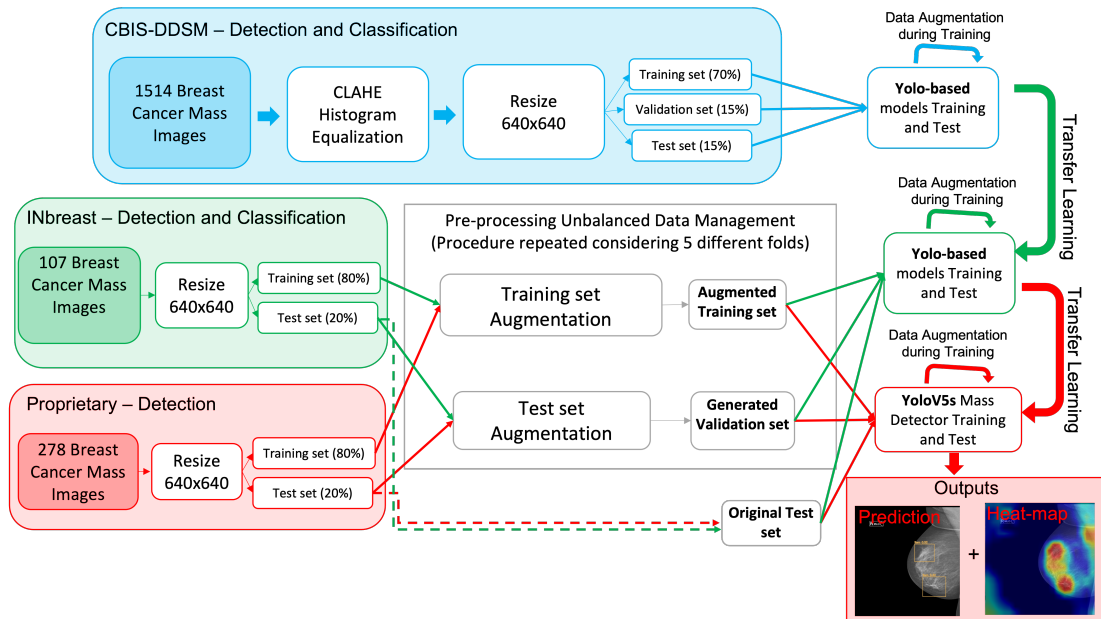 CBIS-DDSM – Detection and Classification
1514 Breast
Cancer Mass
Images
CLAHE
Histogram
Equalization
Resize
640x640
Training set (70%)
Validation set (15%)
Test set (15%)
Data Augmentation
during Training
Yolo-based
models Training
and Test
Transfer Learning
INbreast – Detection and Classification
107 Breast
Cancer Mass
Images
Resize
640x640
Training set (80%)
Test set (20%)
Pre-processing Unbalanced Data Management
(Procedure repeated considering 5 different folds)
Training set
Augmentation
Augmented
Training set
Test set
Augmentation
Generated
Validation set
Data Augmentation
during Training
Yolo-based
models Training
and Test
Transfer Learning
Proprietary – Detection
278 Breast
Cancer Mass
Images
Resize
640x640
Training set (80%)
Test set (20%)
Original Test
set
Data Augmentation
during Training
YoloV5s Mass
Detector Training
and Test
Outputs
Prediction
+
Heat-map